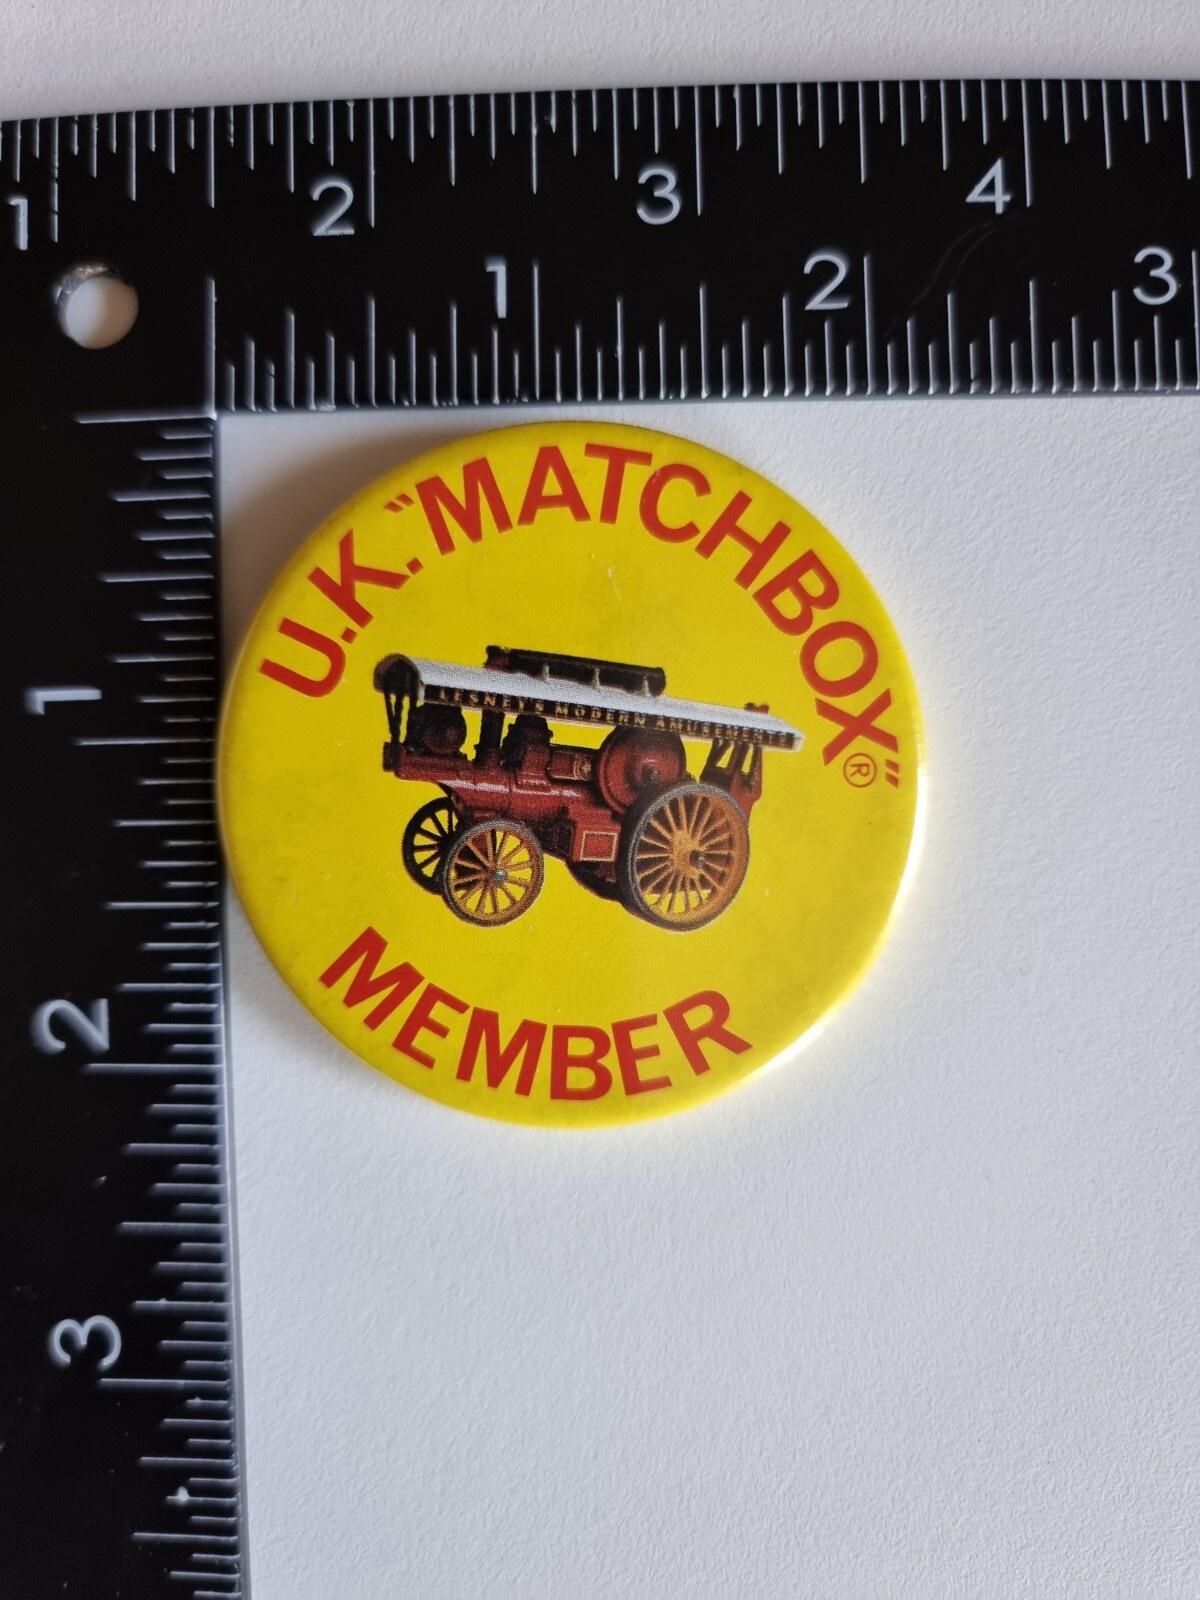 1 2 3 4
1 2 3
U.K. "MATCHBOX"®
LESNEY'S MODERN AMUSEMENTS
MEMBER
1
2
3